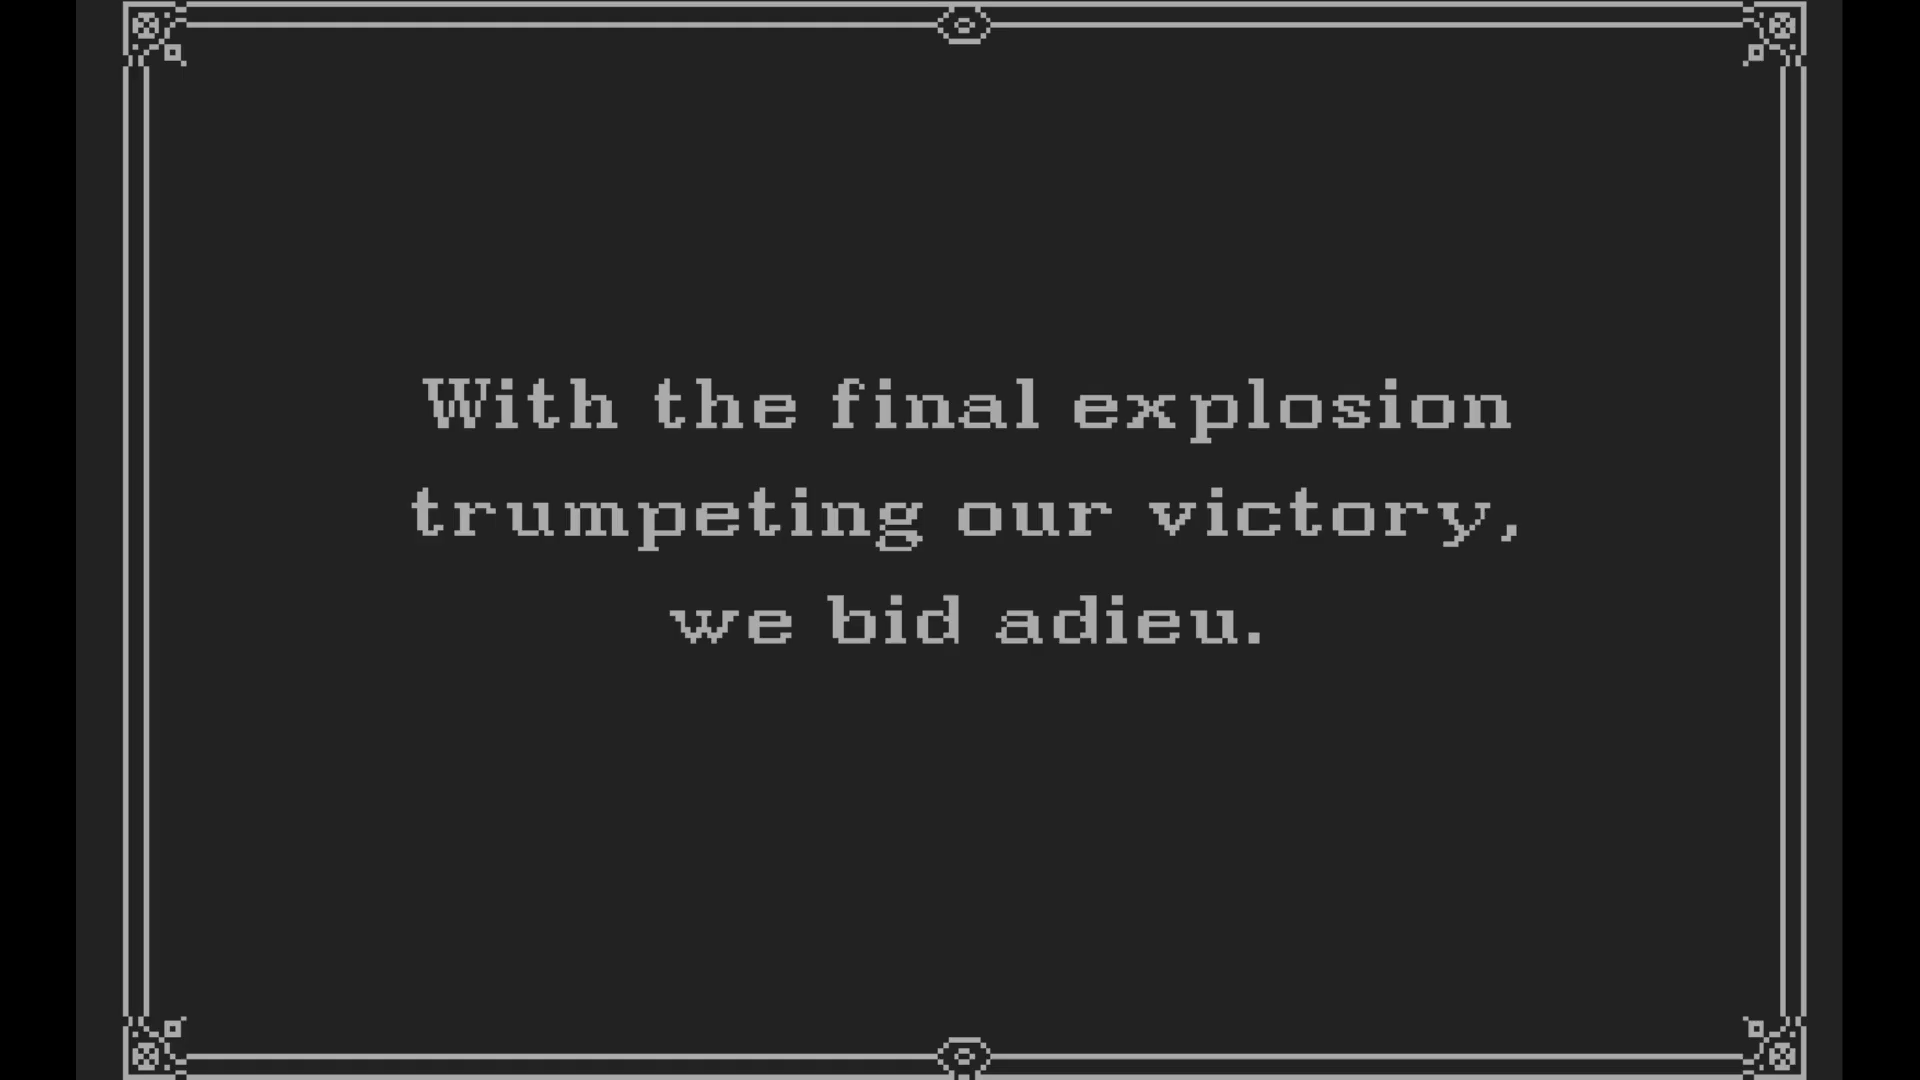 With the final explosion
trumpeting our victory,
we bid adieu.